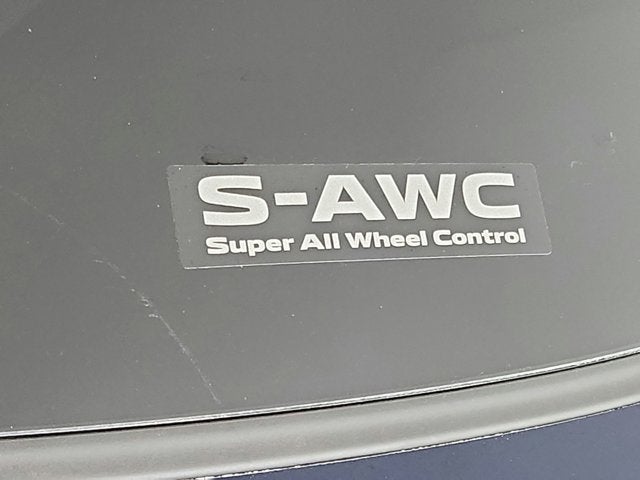 S-AWC
Super All Wheel Control